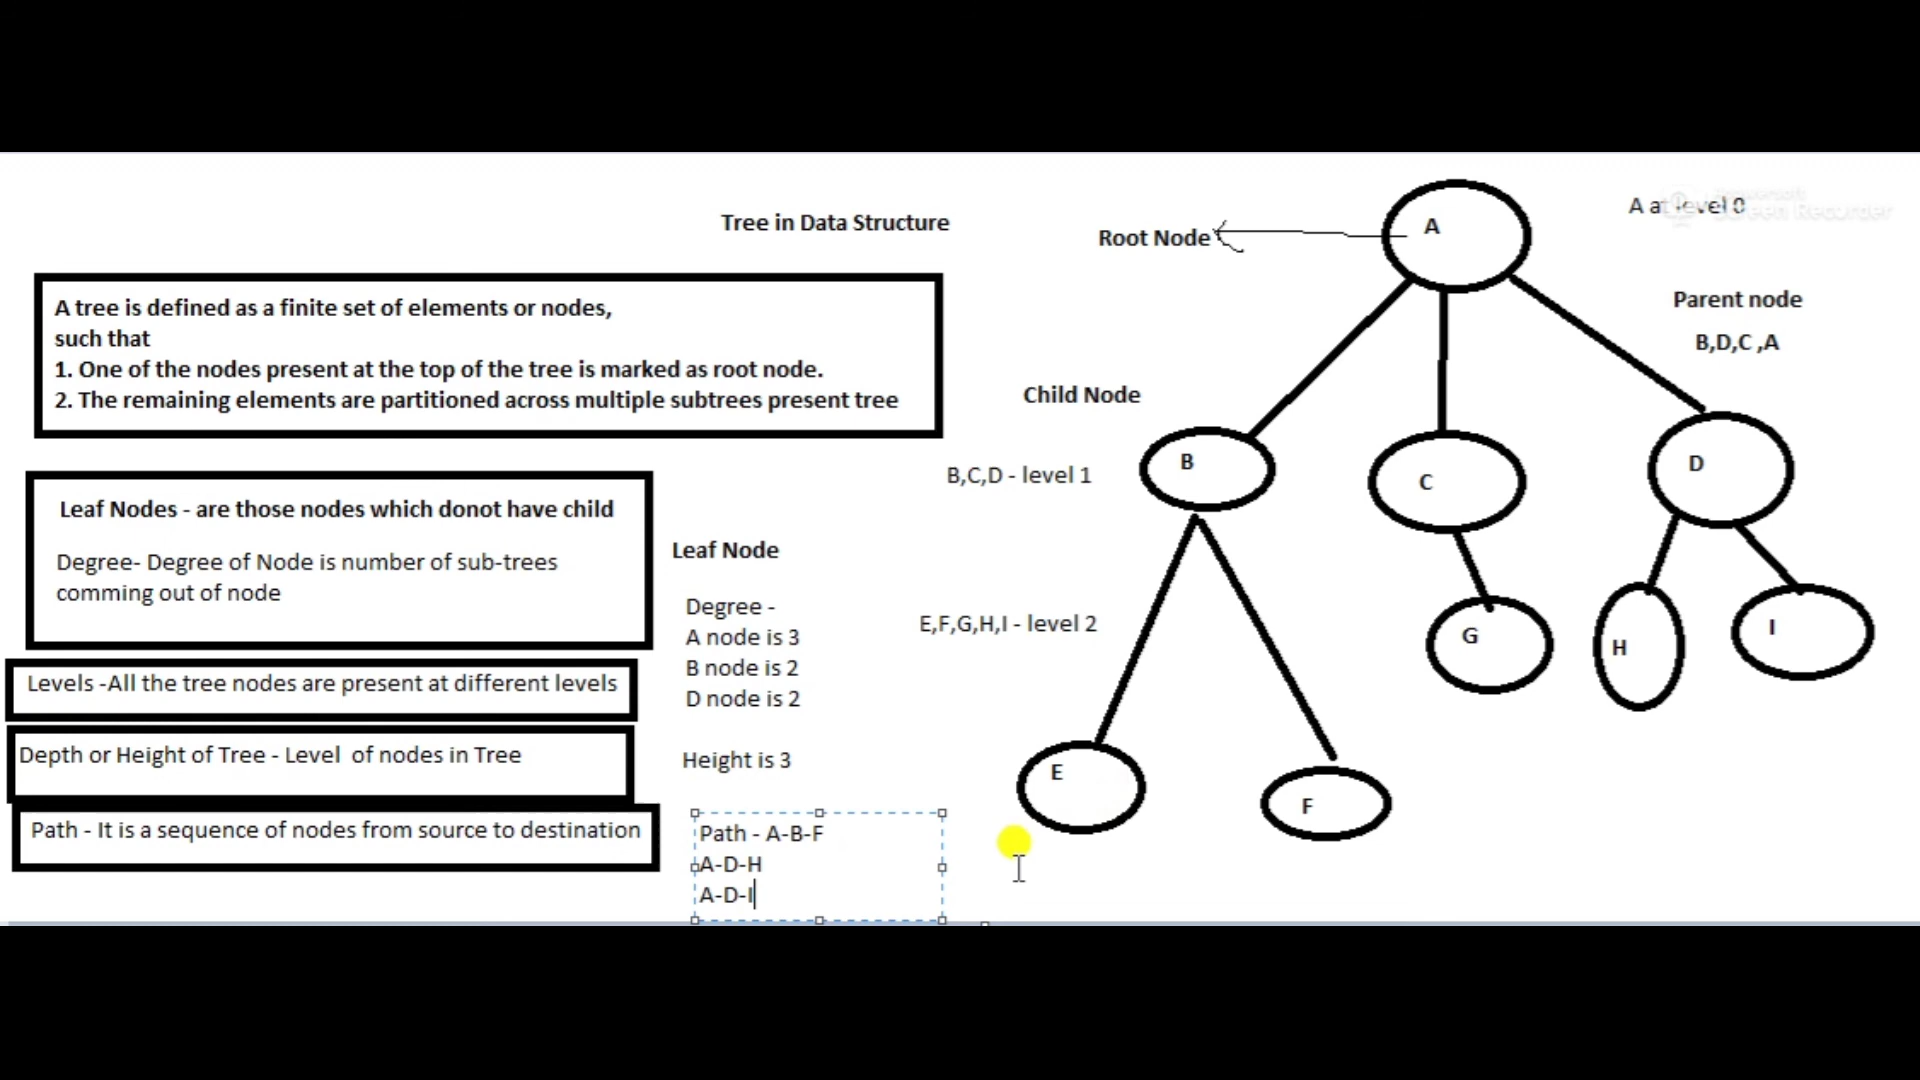 Tree in Data Structure
A tree is defined as a finite set of elements or nodes,
such that
1. One of the nodes present at the top of the tree is marked as root node.
2. The remaining elements are partitioned across multiple subtrees present tree
Leaf Nodes - are those nodes which donot have child
Degree- Degree of Node is number of sub-trees
comming out of node
Levels -All the tree nodes are present at different levels
Depth or Height of Tree - Level  of nodes in Tree
Path - It is a sequence of nodes from source to destination
Leaf Node
Degree -
A node is 3
B node is 2
D node is 2
Height is 3
Path - A-B-F
A-D-H
A-D-I
Root Node
A
A at level 0
Screen Recorder
Parent node
B,D,C ,A
Child Node
B,C,D - level 1
B
C
D
E,F,G,H,I - level 2
G
H
I
E
F